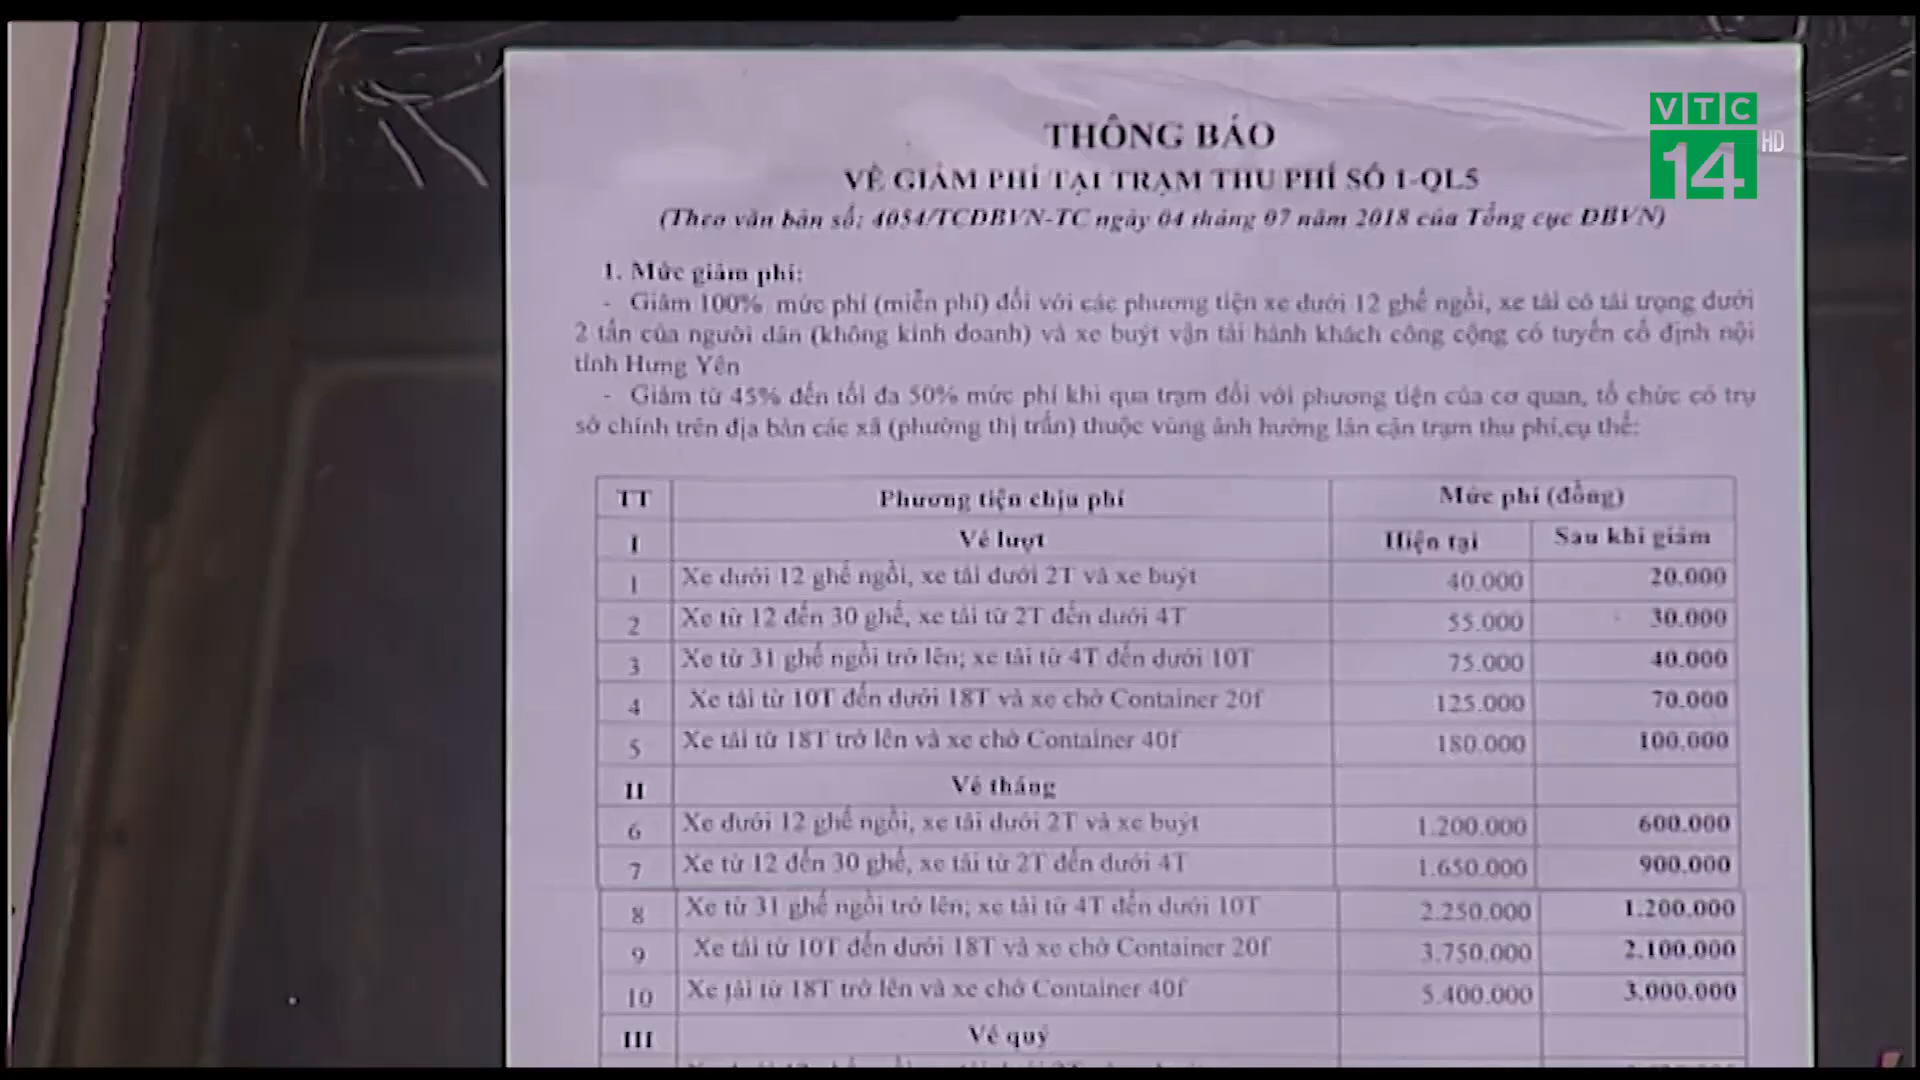 VTC
14 HD
THÔNG BÁO
VỀ GIẢM PHÍ TẠI TRẠM THU PHÍ SỐ 1-QL5
(Theo văn bản số: 4054/TCĐBVN-TC ngày 04 tháng 07 năm 2018 của Tổng cục ĐBVN)
1. Mức giảm phí:
- Giảm 100% mức phí (miễn phí) đối với các phương tiện xe dưới 12 ghế ngồi, xe tải có tải trọng dưới
2 tấn của người dân (không kinh doanh) và xe buýt vận tải hành khách công cộng có tuyến cố định nội
tỉnh Hưng Yên
- Giảm từ 45% đến tối đa 50% mức phí khi qua trạm đối với phương tiện của cơ quan, tổ chức có trụ
sở chính trên địa bàn các xã (phường thị trấn) thuộc vùng ảnh hưởng lân cận trạm thu phí,cụ thể:
TT Phương tiện chịu phí Mức phí (đồng)
I Vé lượt Hiện tại Sau khi giảm
1 Xe dưới 12 ghế ngồi, xe tải dưới 2T và xe buýt 40.000 20.000
2 Xe từ 12 đến 30 ghế, xe tải từ 2T đến dưới 4T 55.000 30.000
3 Xe từ 31 ghế ngồi trở lên; xe tải từ 4T đến dưới 10T 75.000 40.000
4 Xe tải từ 10T đến dưới 18T và xe chở Container 20f 125.000 70.000
5 Xe tải từ 18T trở lên và xe chở Container 40f 180.000 100.000
II Vé tháng
6 Xe dưới 12 ghế ngồi, xe tải dưới 2T và xe buýt 1.200.000 600.000
7 Xe từ 12 đến 30 ghế, xe tải từ 2T đến dưới 4T 1.650.000 900.000
8 Xe từ 31 ghế ngồi trở lên; xe tải từ 4T đến dưới 10T 2.250.000 1.200.000
9 Xe tải từ 10T đến dưới 18T và xe chở Container 20f 3.750.000 2.100.000
10 Xe tải từ 18T trở lên và xe chở Container 40f 5.400.000 3.000.000
III Vé quý